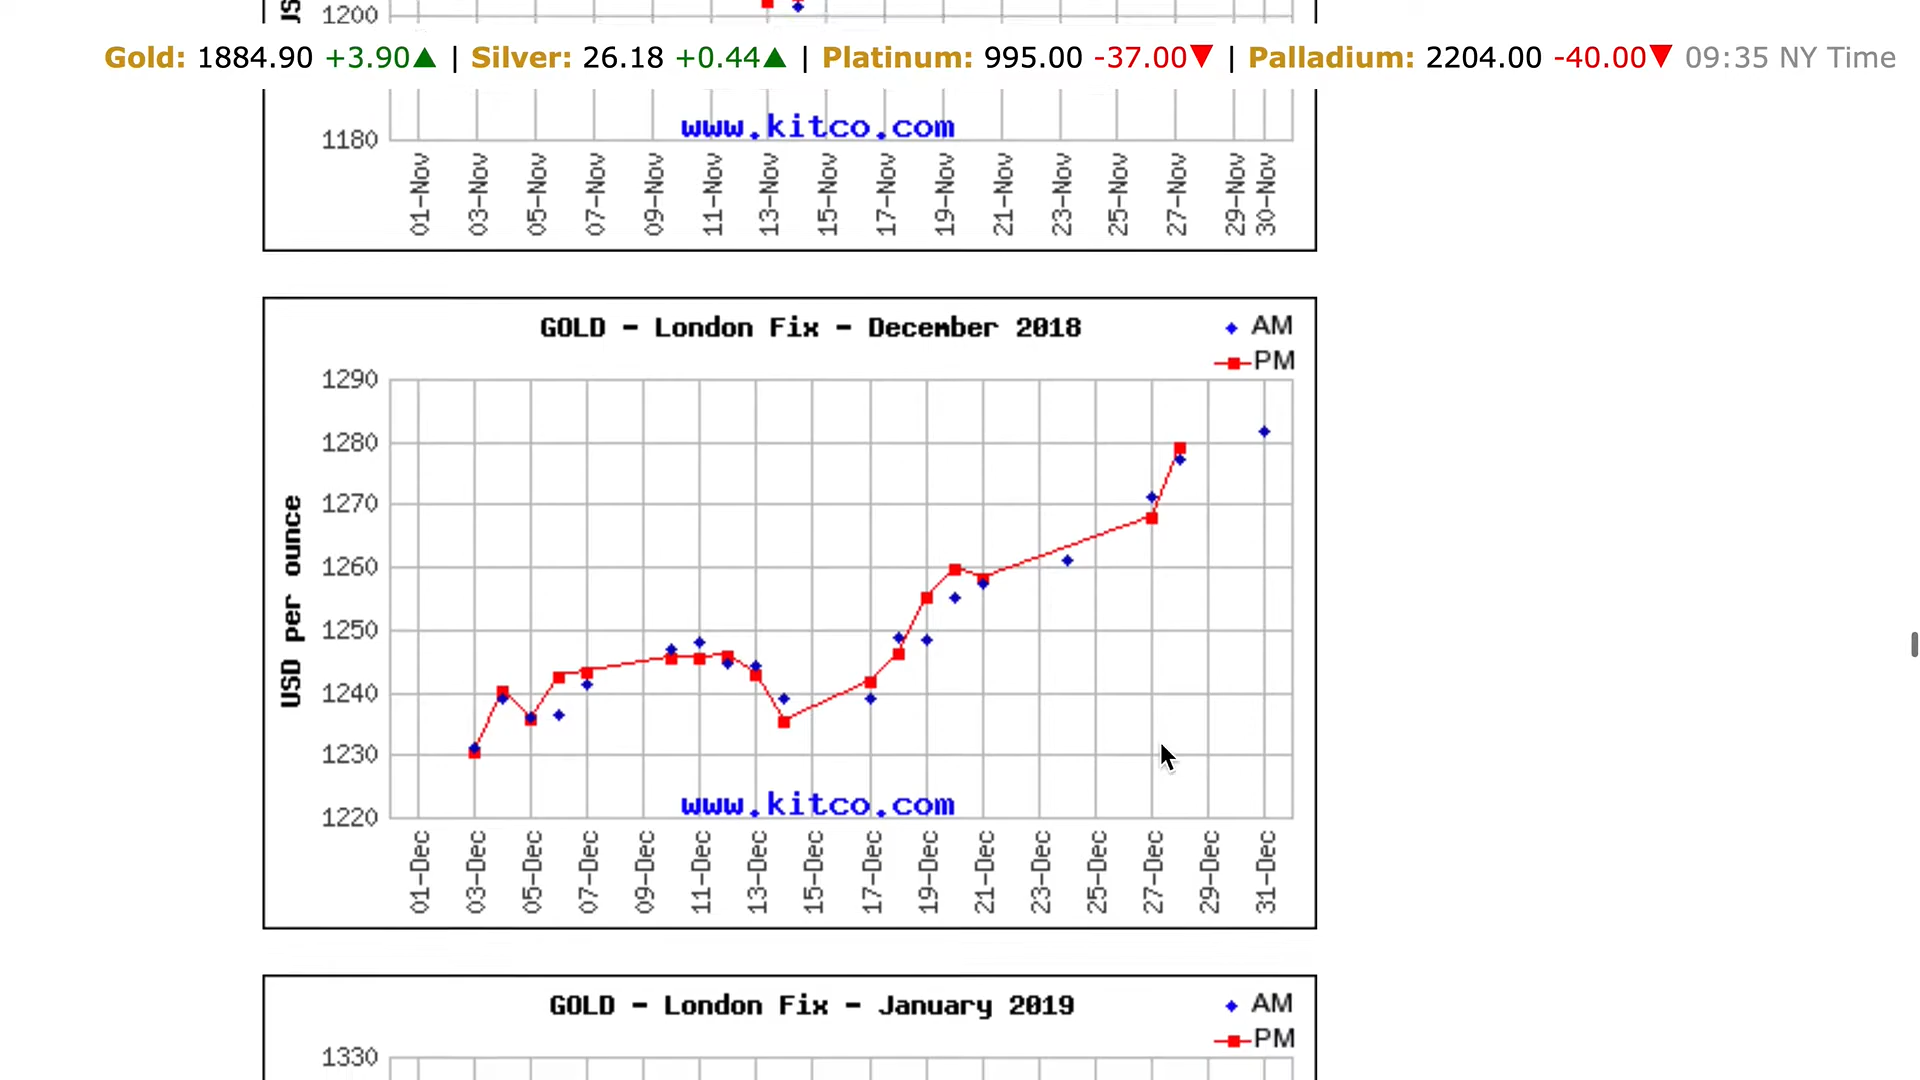 US
1200
Gold: 1884.90 +3.90▲ | Silver: 26.18 +0.44▲ | Platinum: 995.00 -37.00▼ | Palladium: 2204.00 -40.00▼ 09:35 NY Time
www.kitco.com
1180
01-Nov 03-Nov 05-Nov 07-Nov 09-Nov 11-Nov 13-Nov 15-Nov 17-Nov 19-Nov 21-Nov 23-Nov 25-Nov 27-Nov 29-Nov 30-Nov
GOLD - London Fix - December 2018
AM
PM
1290
1280
1270
1260
1250
1240
1230
1220
USD per ounce
www.kitco.com
01-Dec 03-Dec 05-Dec 07-Dec 09-Dec 11-Dec 13-Dec 15-Dec 17-Dec 19-Dec 21-Dec 23-Dec 25-Dec 27-Dec 29-Dec 31-Dec
GOLD - London Fix - January 2019
AM
PM
1330